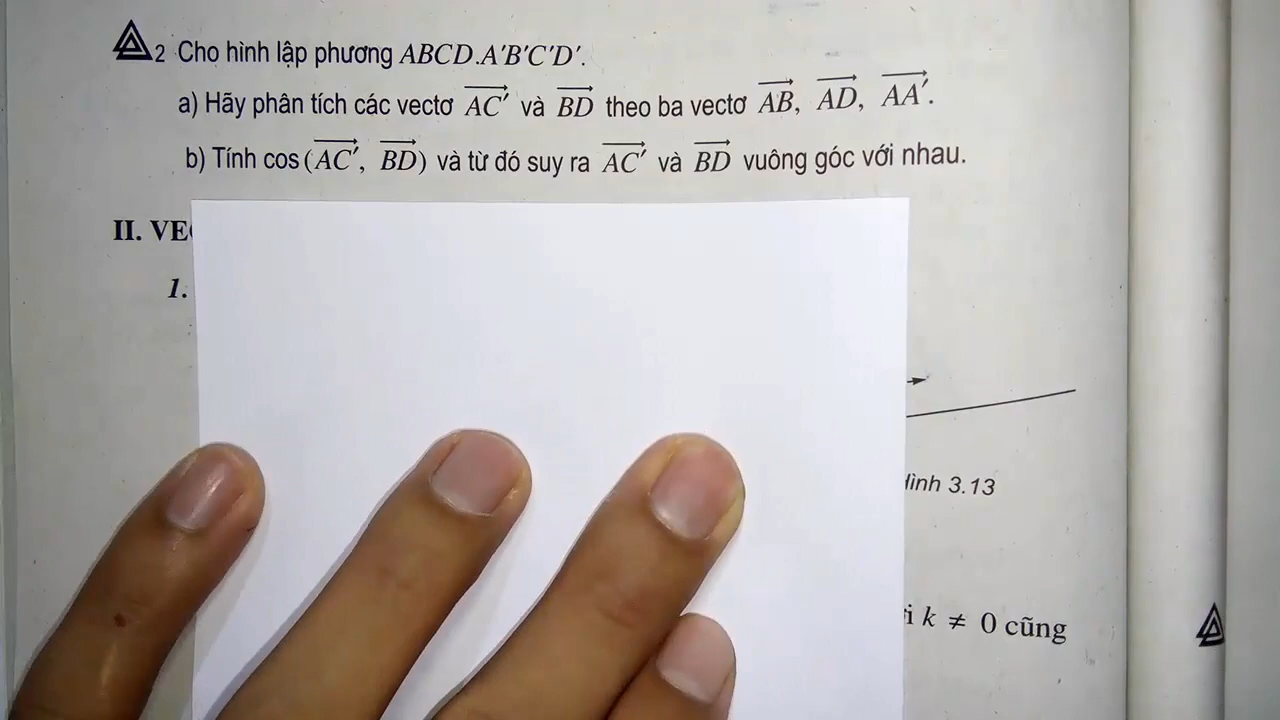 2 Cho hình lập phương ABCD.A'B'C'D'.
a) Hãy phân tích các vectơ AC' và BD theo ba vectơ AB, AD, AA'.
b) Tính cos (AC', BD) và từ đó suy ra AC' và BD vuông góc với nhau.
II.
1.
3.13
k ≠ 0 cũng